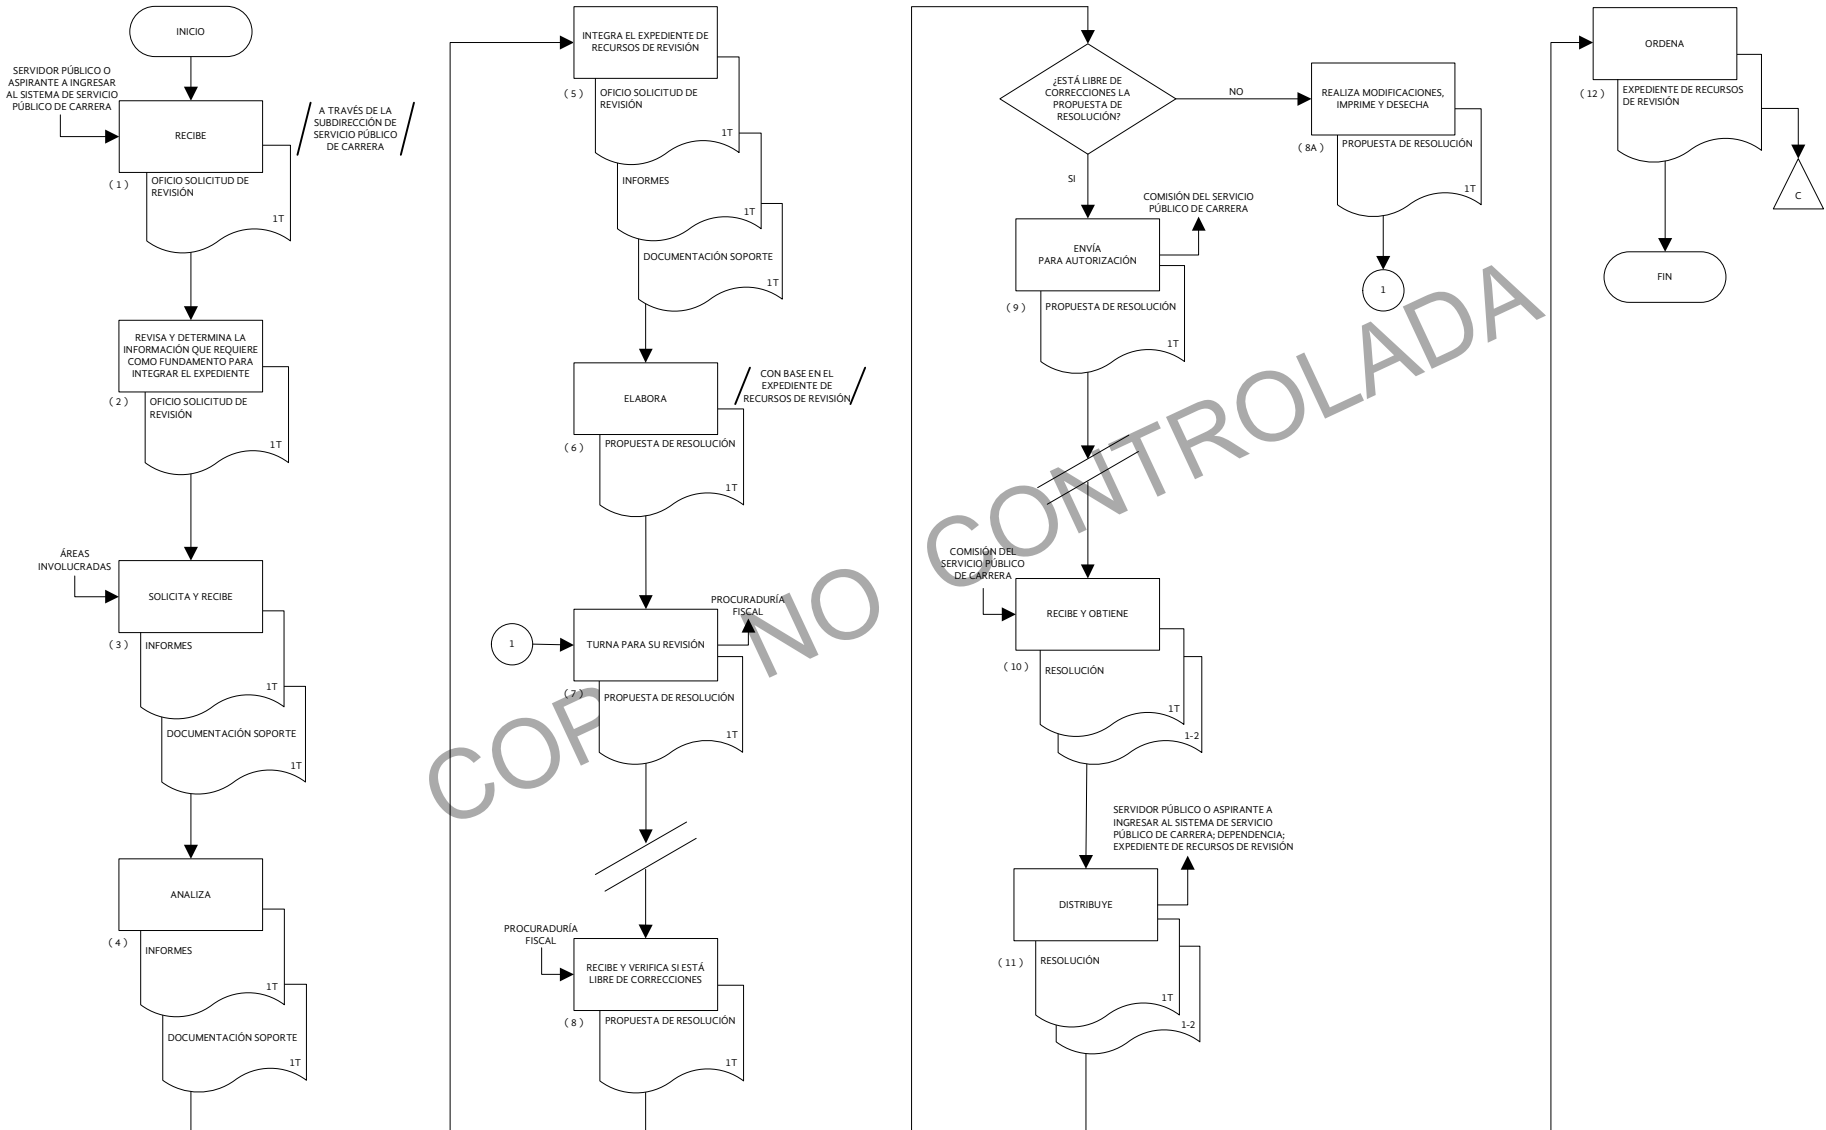 INICIO
SERVIDOR PÚBLICO O
ASPIRANTE A INGRESAR
AL SISTEMA DE SERVICIO
PÚBLICO DE CARRERA
RECIBE
A TRAVÉS DE LA
SUBDIRECCIÓN DE
SERVICIO PÚBLICO
DE CARRERA
( 1 )
OFICIO SOLICITUD DE
REVISIÓN
1T
REVISA Y DETERMINA LA
INFORMACIÓN QUE REQUIERE
COMO FUNDAMENTO PARA
INTEGRAR EL EXPEDIENTE
( 2 )
OFICIO SOLICITUD DE
REVISIÓN
1T
ÁREAS
INVOLUCRADAS
SOLICITA Y RECIBE
( 3 )
INFORMES
1T
DOCUMENTACIÓN SOPORTE
1T
ANALIZA
( 4 )
INFORMES
1T
DOCUMENTACIÓN SOPORTE
1T
INTEGRA EL EXPEDIENTE DE
RECURSOS DE REVISIÓN
( 5 )
OFICIO SOLICITUD DE
REVISIÓN
1T
INFORMES
1T
DOCUMENTACIÓN SOPORTE
1T
ELABORA
CON BASE EN EL
EXPEDIENTE DE
RECURSOS DE REVISIÓN
( 6 )
PROPUESTA DE RESOLUCIÓN
1T
PROCURADURÍA
FISCAL
1
TURNA PARA SU REVISIÓN
( 7 )
PROPUESTA DE RESOLUCIÓN
1T
PROCURADURÍA
FISCAL
RECIBE Y VERIFICA SI ESTÁ
LIBRE DE CORRECCIONES
( 8 )
PROPUESTA DE RESOLUCIÓN
1T
¿ESTÁ LIBRE DE
CORRECCIONES LA
PROPUESTA DE
RESOLUCIÓN?
NO
REALIZA MODIFICACIONES,
IMPRIME Y DESECHA
( 8A )
PROPUESTA DE RESOLUCIÓN
1T
1
SI
COMISIÓN DEL SERVICIO
PÚBLICO DE CARRERA
ENVÍA
PARA AUTORIZACIÓN
( 9 )
PROPUESTA DE RESOLUCIÓN
1T
COMISIÓN DEL
SERVICIO PÚBLICO
DE CARRERA
RECIBE Y OBTIENE
( 10 )
RESOLUCIÓN
1T
1-2
SERVIDOR PÚBLICO O ASPIRANTE A
INGRESAR AL SISTEMA DE SERVICIO
PÚBLICO DE CARRERA; DEPENDENCIA;
EXPEDIENTE DE RECURSOS DE REVISIÓN
DISTRIBUYE
( 11 )
RESOLUCIÓN
1T
1-2
ORDENA
( 12 )
EXPEDIENTE DE RECURSOS
DE REVISIÓN
C
FIN
NO CONTROLADA